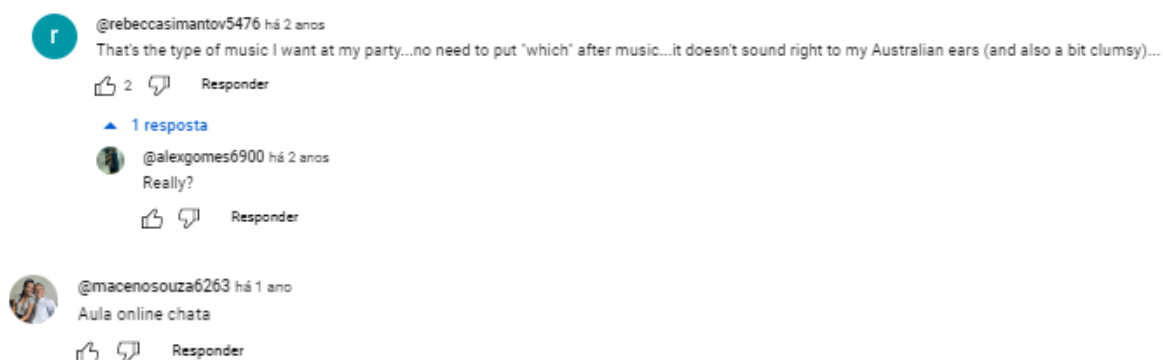 r
@rebeccasimantov5476 há 2 anos
That's the type of music I want at my party...no need to put "which" after music...it doesn't sound right to my Australian ears (and also a bit clumsy)...
2 Responder
1 resposta
@alexgomes6900 há 2 anos
Really?
Responder
@macenosouza6263 há 1 ano
Aula online chata
Responder